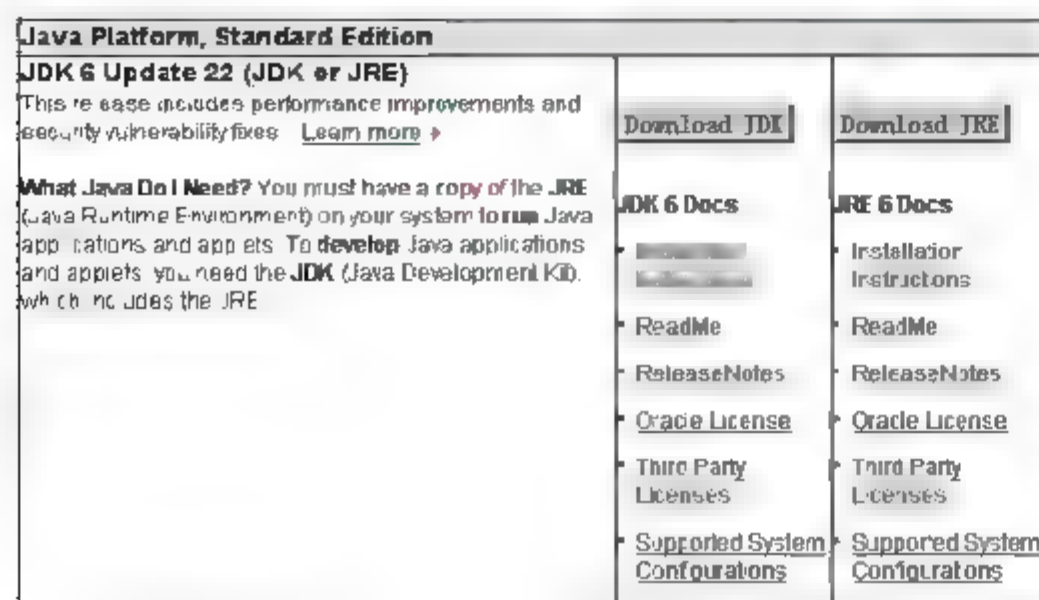 Java Platform, Standard Edition
JDK 6 Update 22 (JDK or JRE)
This release includes performance improvements and
security vulnerability fixes Learn more
What Java Do I Need? You must have a copy of the JRE
(Java Runtime Environment) on your system to run Java
applications and applets. To develop Java applications
and applets, you need the JDK (Java Development Kit),
which includes the JRE
Download JDK
JDK 6 Docs
ReadMe
ReleaseNotes
Oracle License
Third Party
Licenses
Supported System
Configurations
Download JRE
JRE 6 Docs
Installation
Instructions
ReadMe
ReleaseNotes
Oracle License
Third Party
Licenses
Supported System
Configurations